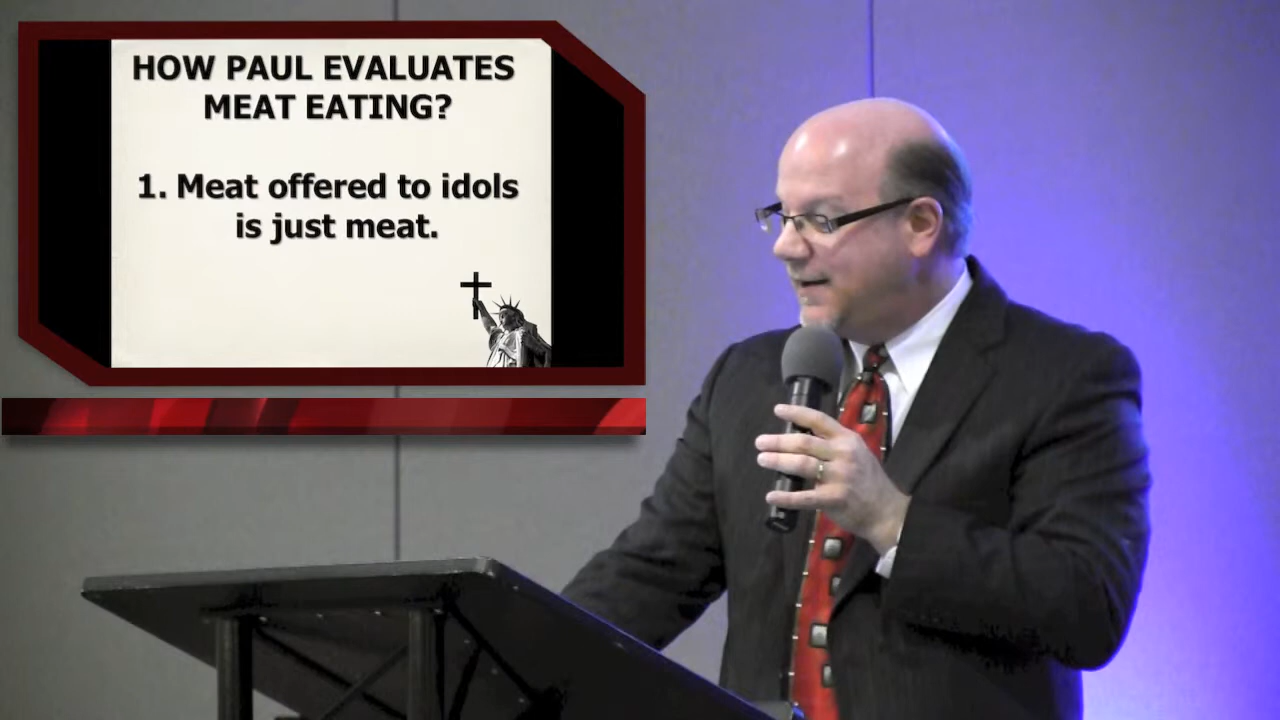 HOW PAUL EVALUATES
MEAT EATING?
1. Meat offered to idols
is just meat.